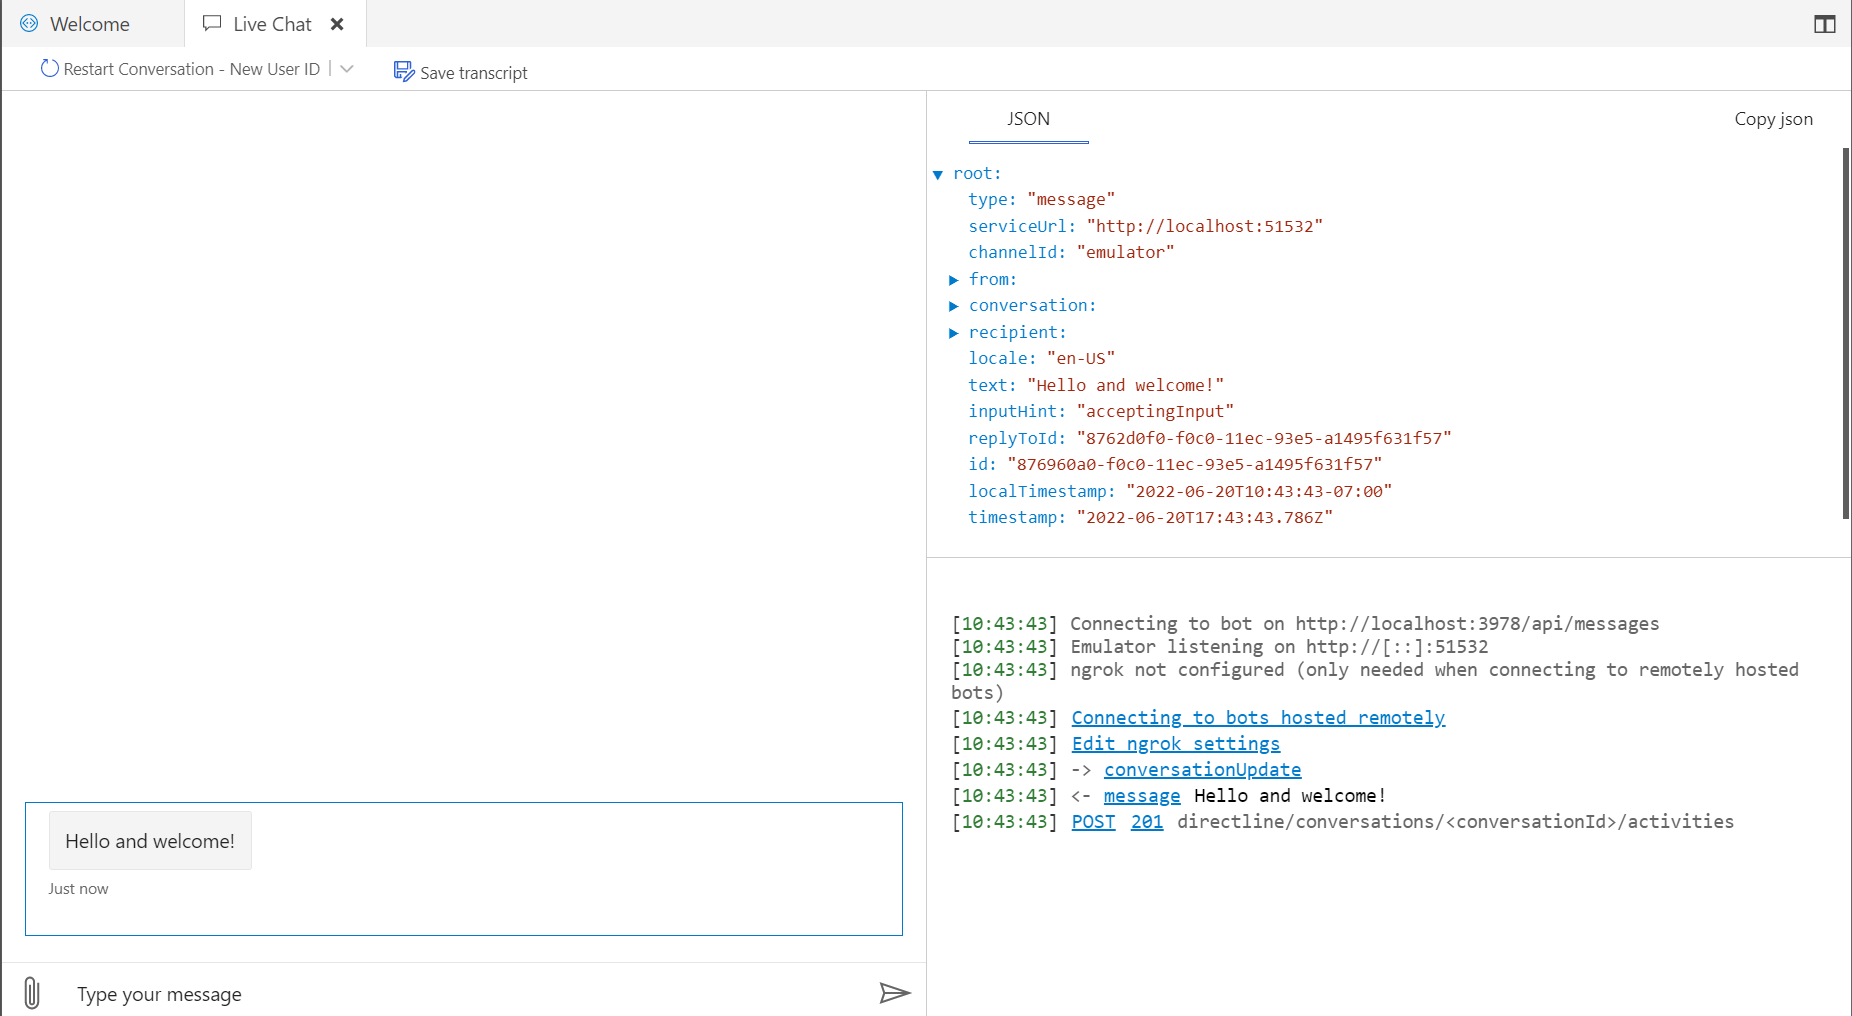 Welcome
Live Chat
Restart Conversation - New User ID
Save transcript
Hello and welcome!
Just now
Type your message
JSON
Copy json
root:
type: "message"
serviceUrl: "http://localhost:51532"
channelId: "emulator"
from:
conversation:
recipient:
locale: "en-US"
text: "Hello and welcome!"
inputHint: "acceptingInput"
replyToId: "8762d0f0-f0c0-11ec-93e5-a1495f631f57"
id: "876960a0-f0c0-11ec-93e5-a1495f631f57"
localTimestamp: "2022-06-20T10:43:43-07:00"
timestamp: "2022-06-20T17:43:43.786Z"
[10:43:43] Connecting to bot on http://localhost:3978/api/messages
[10:43:43] Emulator listening on http://[::]:51532
[10:43:43] ngrok not configured (only needed when connecting to remotely hosted
bots)
[10:43:43] Connecting to bots hosted remotely
[10:43:43] Edit ngrok settings
[10:43:43] -> conversationUpdate
[10:43:43] <- message Hello and welcome!
[10:43:43] POST 201 directline/conversations/<conversationId>/activities